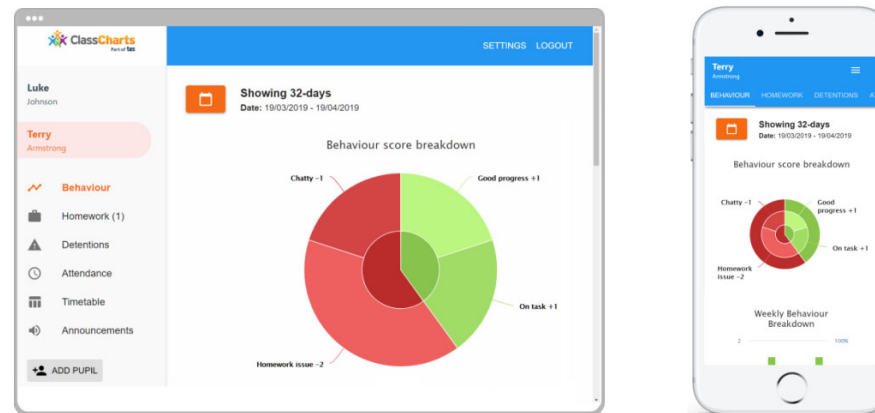 ClassCharts
Part of tes
SETTINGS LOGOUT
Luke
Johnson
Terry
Armstrong
Behaviour
Homework (1)
Detentions
Attendance
Timetable
Announcements
ADD PUPIL
Showing 32-days
Date: 19/03/2019 - 19/04/2019
Behaviour score breakdown
Chatty -1
Good progress +1
On task +1
Homework issue -2
Terry
Armstrong
BEHAVIOUR HOMEWORK DETENTIONS A
Showing 32-days
Date: 19/03/2019 - 19/04/2019
Behaviour score breakdown
Chatty -1
Good
progress +1
On task +1
Homework
issue -2
Weekly Behaviour
Breakdown
2
100%